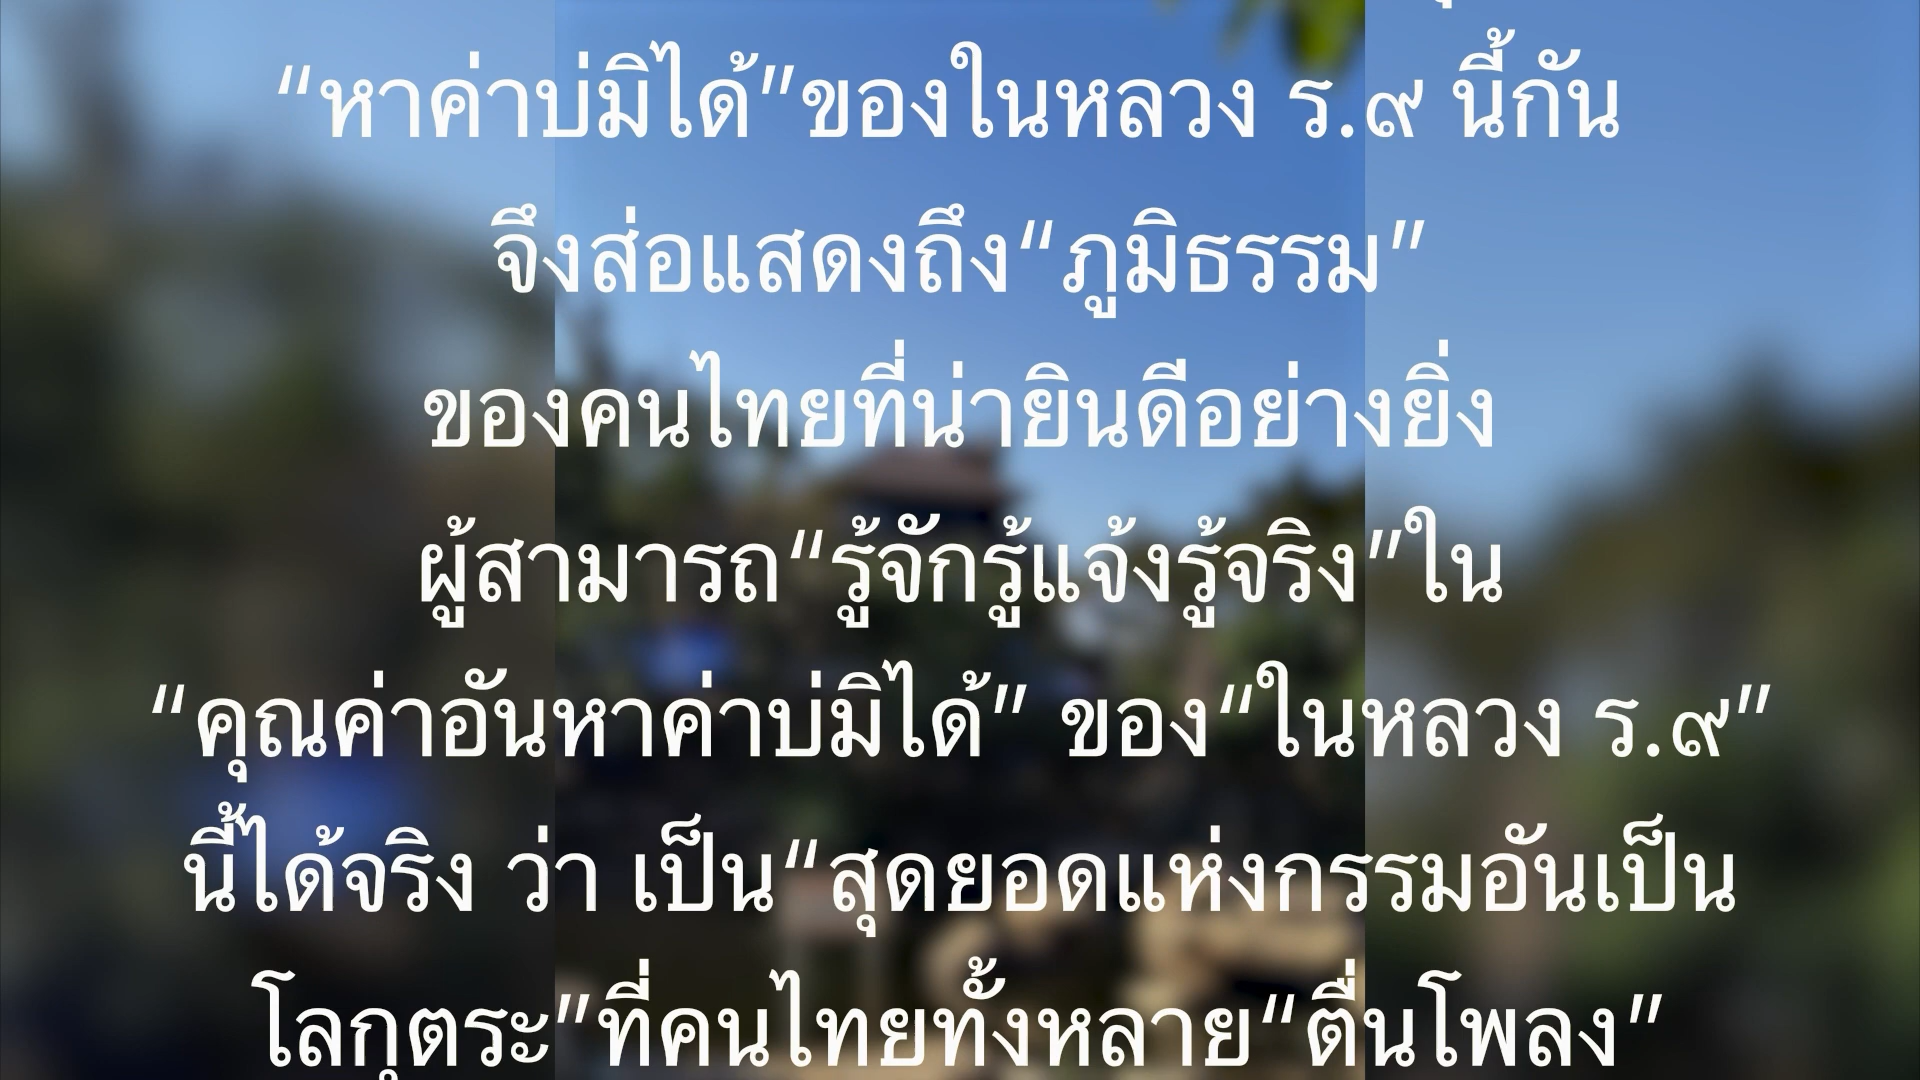 “หาค่าบ่มิได้”ของในหลวง ร.๙ นี้กัน
จึงส่อแสดงถึง“ภูมิธรรม”
ของคนไทยที่น่ายินดีอย่างยิ่ง
ผู้สามารถ“รู้จักรู้แจ้งรู้จริง”ใน
“คุณค่าอันหาค่าบ่มิได้” ของ“ในหลวง ร.๙”
นี้ได้จริง ว่า เป็น“สุดยอดแห่งกรรมอันเป็น
โลกุตระ”ที่คนไทยทั้งหลาย“ตื่นโพลง”